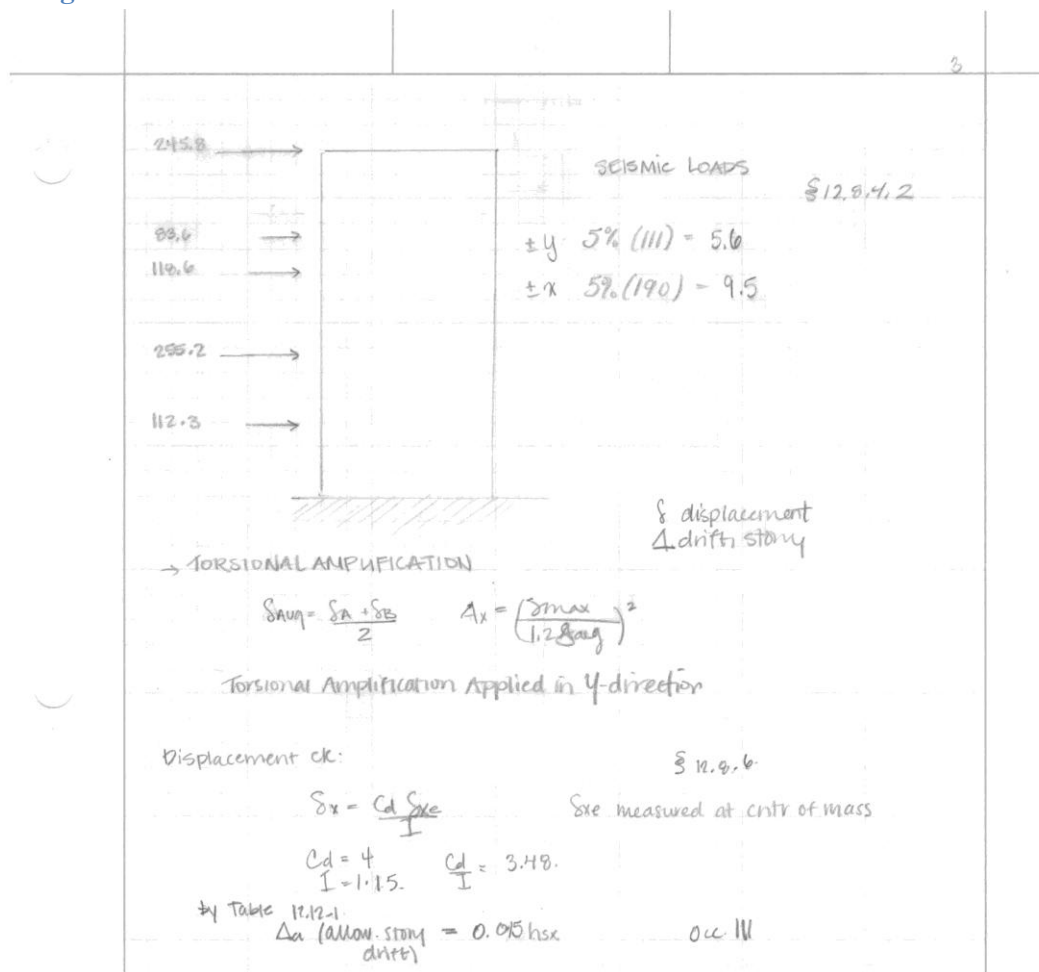 3
245.8
SEISMIC LOADS
§12.8.4.2
83.6
± y 5% (111) = 5.6
118.6
± x 5% (190) = 9.5
255.2
112.3
δ displacement
Δ drift, story
→ TORSIONAL AMPLIFICATION
δAvg = δA + δB / 2 Ax = (δmax / 1.2 δavg)²
Torsional Amplification Applied in Y-direction
Displacement ck:
§ 12.8.6.
δx = Cd δxe / I δxe measured at cntr of mass
Cd = 4 Cd / I = 3.48.
I = 1.15.
by Table 12.12-1
Δa (allow. story drift) = 0.015 hsx occ III